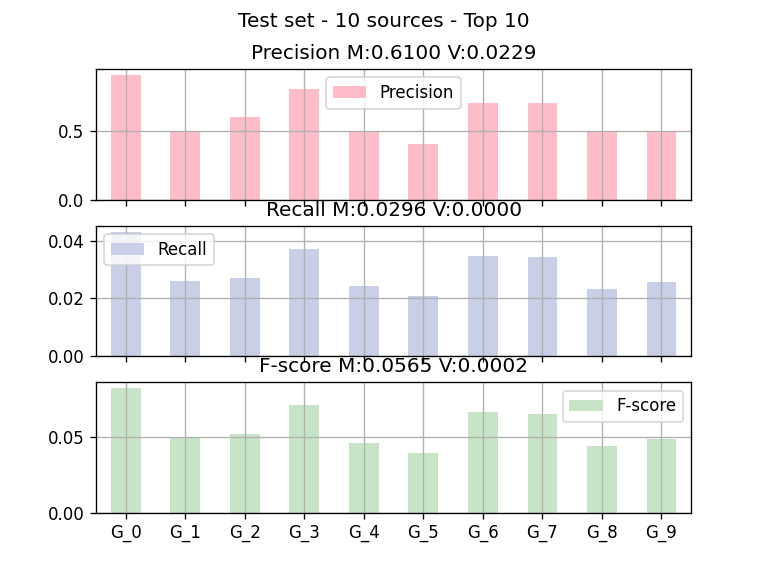 Test set - 10 sources - Top 10
Precision M:0.6100 V:0.0229
Precision
0.5
0.0
Recall M:0.0296 V:0.0000
0.04
Recall
0.02
0.00
F-score M:0.0565 V:0.0002
F-score
0.05
0.00
G_0 G_1 G_2 G_3 G_4 G_5 G_6 G_7 G_8 G_9